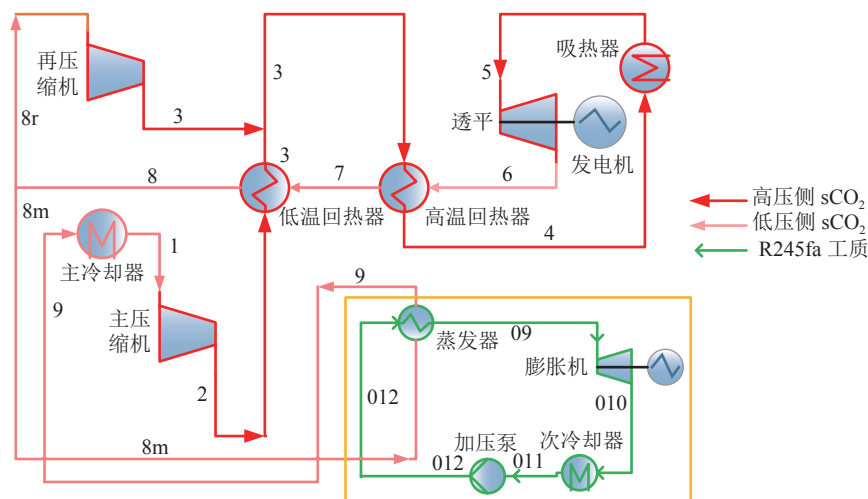 再压
缩机
8r
3
3
5
吸热器
透平
发电机
3
8
7
6
低温回热器
高温回热器
4
高压侧 sCO₂
低压侧 sCO₂
R245fa 工质
8m
1
主冷却器
9
9
主压
缩机
2
蒸发器
09
膨胀机
010
012
加压泵
次冷却器
8m
012
011